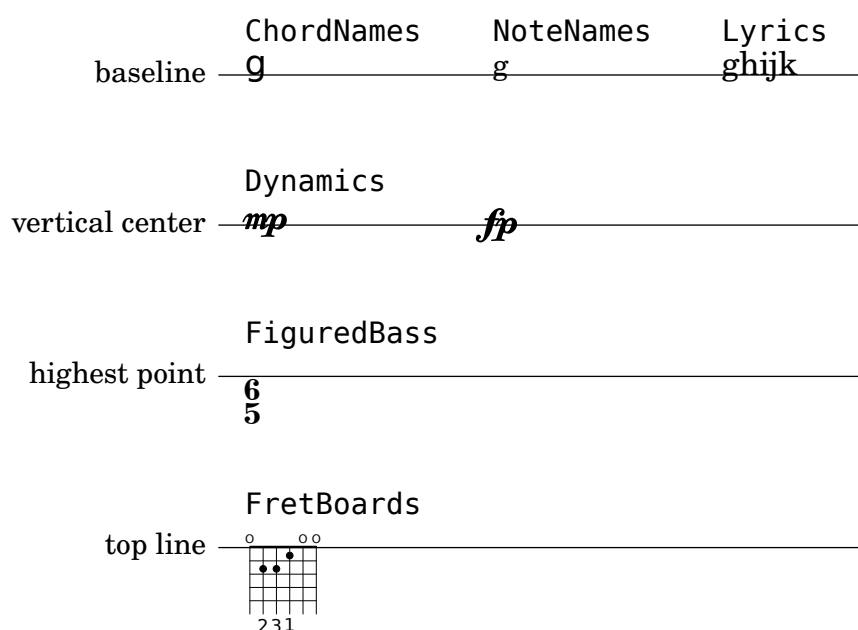 ChordNames NoteNames Lyrics
baseline g g ghijk
Dynamics
vertical center mp fp
FiguredBass
highest point
6
5
FretBoards
o o o
top line
231